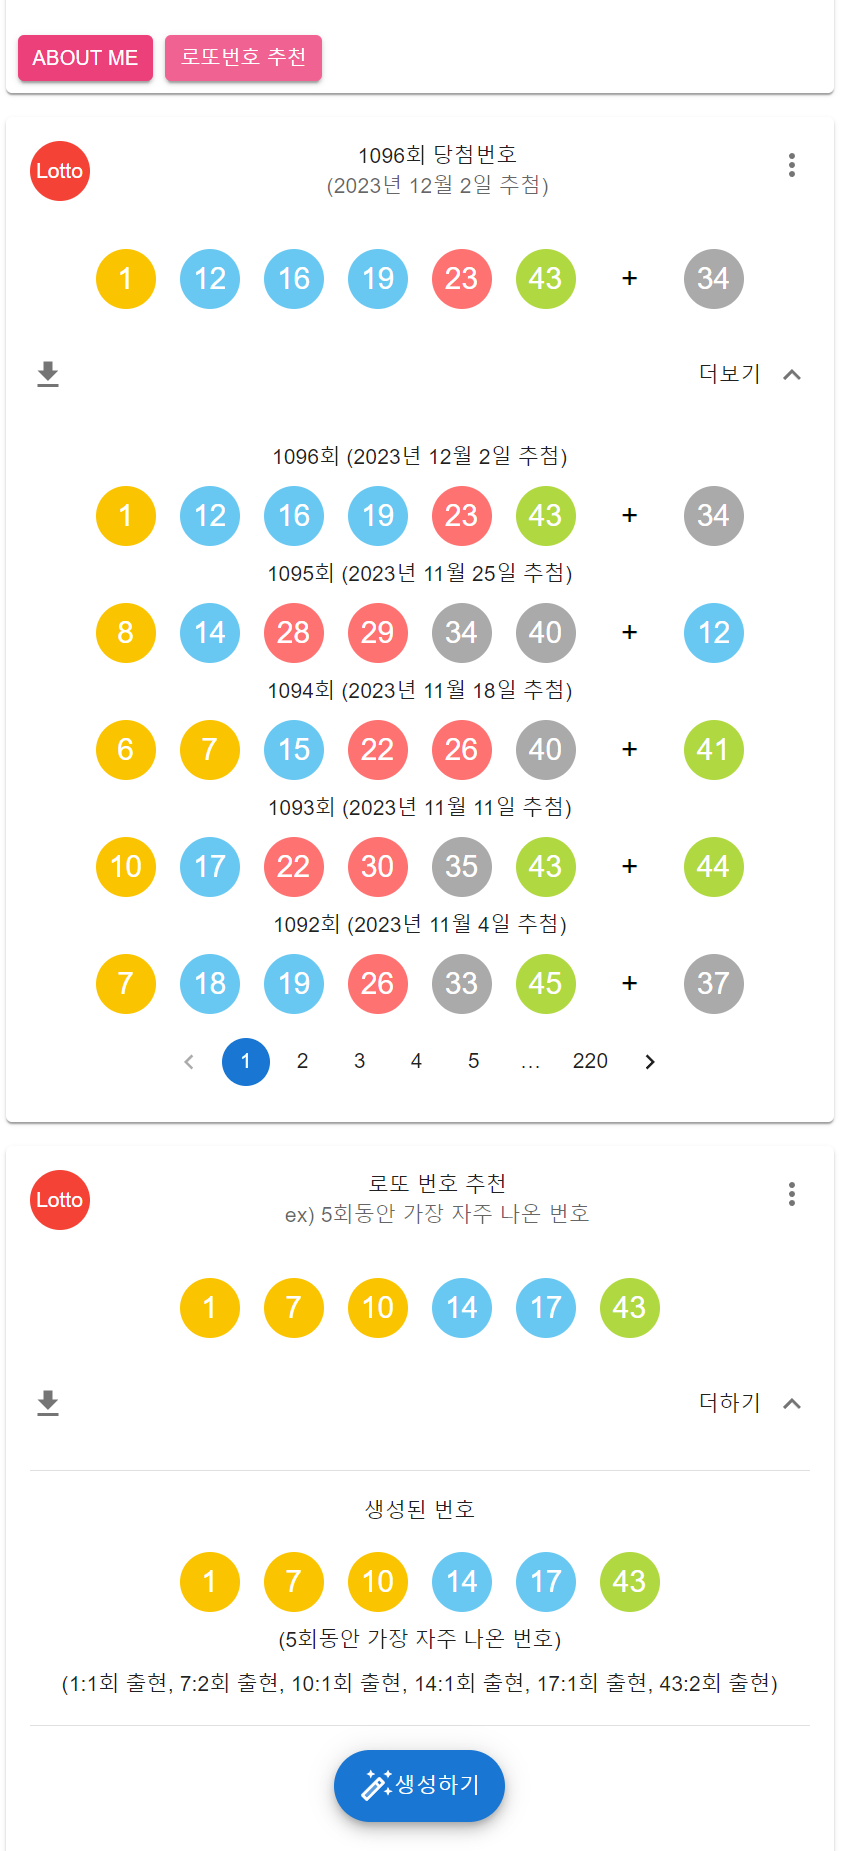 ABOUT ME 로또번호 추천
Lotto
1096회 당첨번호
(2023년 12월 2일 추첨)
1 12 16 19 23 43 + 34
더보기
1096회 (2023년 12월 2일 추첨)
1 12 16 19 23 43 + 34
1095회 (2023년 11월 25일 추첨)
8 14 28 29 34 40 + 12
1094회 (2023년 11월 18일 추첨)
6 7 15 22 26 40 + 41
1093회 (2023년 11월 11일 추첨)
10 17 22 30 35 43 + 44
1092회 (2023년 11월 4일 추첨)
7 18 19 26 33 45 + 37
1 2 3 4 5 ... 220
Lotto
로또 번호 추천
ex) 5회동안 가장 자주 나온 번호
1 7 10 14 17 43
더하기
생성된 번호
1 7 10 14 17 43
(5회동안 가장 자주 나온 번호)
(1:1회 출현, 7:2회 출현, 10:1회 출현, 14:1회 출현, 17:1회 출현, 43:2회 출현)
생성하기